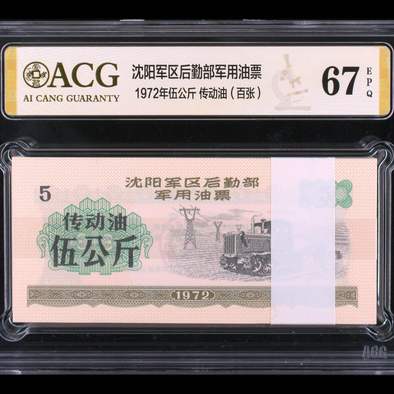 ACG
AI CANG GUARANTY
沈阳军区后勤部军用油票
1972年伍公斤 传动油（百张）
67
EPQ
5
沈阳军区后勤部
军用油票
传动油
伍公斤
1972
ACG